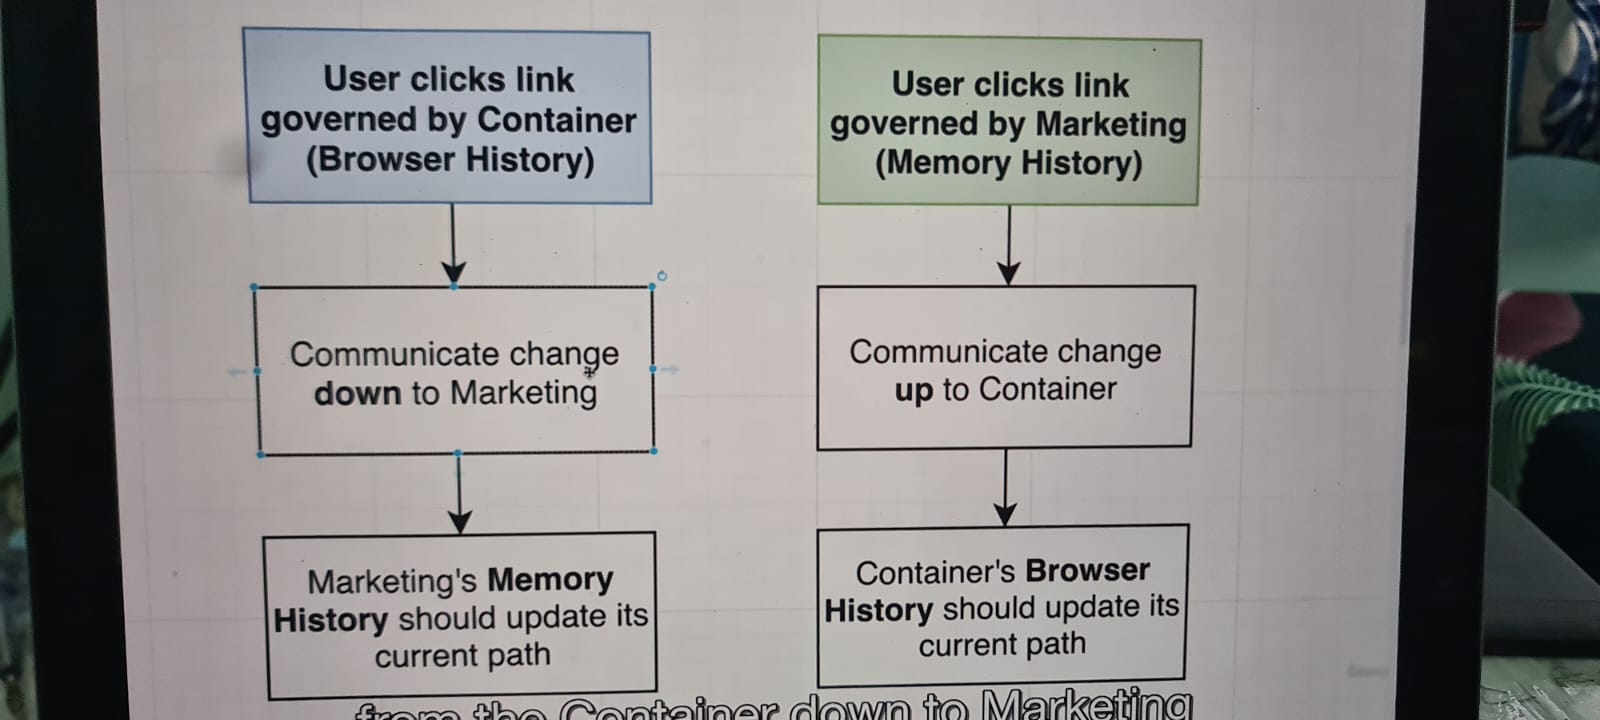 User clicks link
governed by Container
(Browser History)
Communicate change
down to Marketing
Marketing's Memory
History should update its
current path
User clicks link
governed by Marketing
(Memory History)
Communicate change
up to Container
Container's Browser
History should update its
current path
from the Container down to Marketing